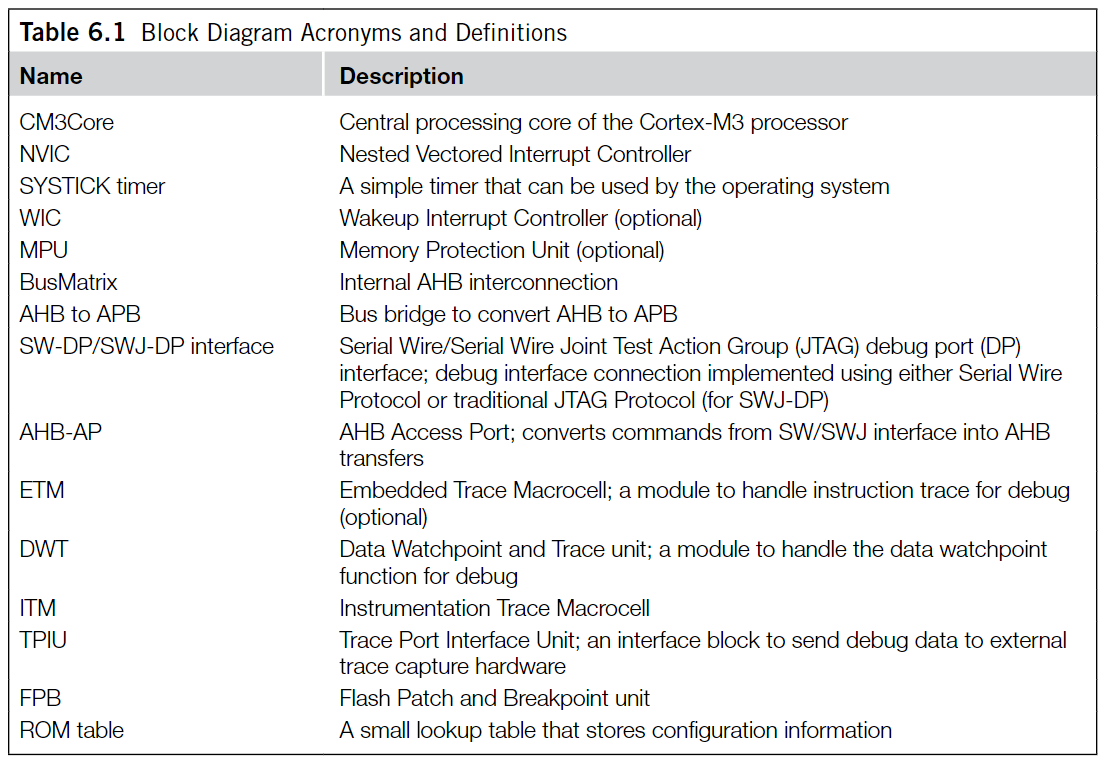 Table 6.1 Block Diagram Acronyms and Definitions
Name Description
CM3Core Central processing core of the Cortex-M3 processor
NVIC Nested Vectored Interrupt Controller
SYSTICK timer A simple timer that can be used by the operating system
WIC Wakeup Interrupt Controller (optional)
MPU Memory Protection Unit (optional)
BusMatrix Internal AHB interconnection
AHB to APB Bus bridge to convert AHB to APB
SW-DP/SWJ-DP interface Serial Wire/Serial Wire Joint Test Action Group (JTAG) debug port (DP)
interface; debug interface connection implemented using either Serial Wire
Protocol or traditional JTAG Protocol (for SWJ-DP)
AHB-AP AHB Access Port; converts commands from SW/SWJ interface into AHB
transfers
ETM Embedded Trace Macrocell; a module to handle instruction trace for debug
(optional)
DWT Data Watchpoint and Trace unit; a module to handle the data watchpoint
function for debug
ITM Instrumentation Trace Macrocell
TPIU Trace Port Interface Unit; an interface block to send debug data to external
trace capture hardware
FPB Flash Patch and Breakpoint unit
ROM table A small lookup table that stores configuration information